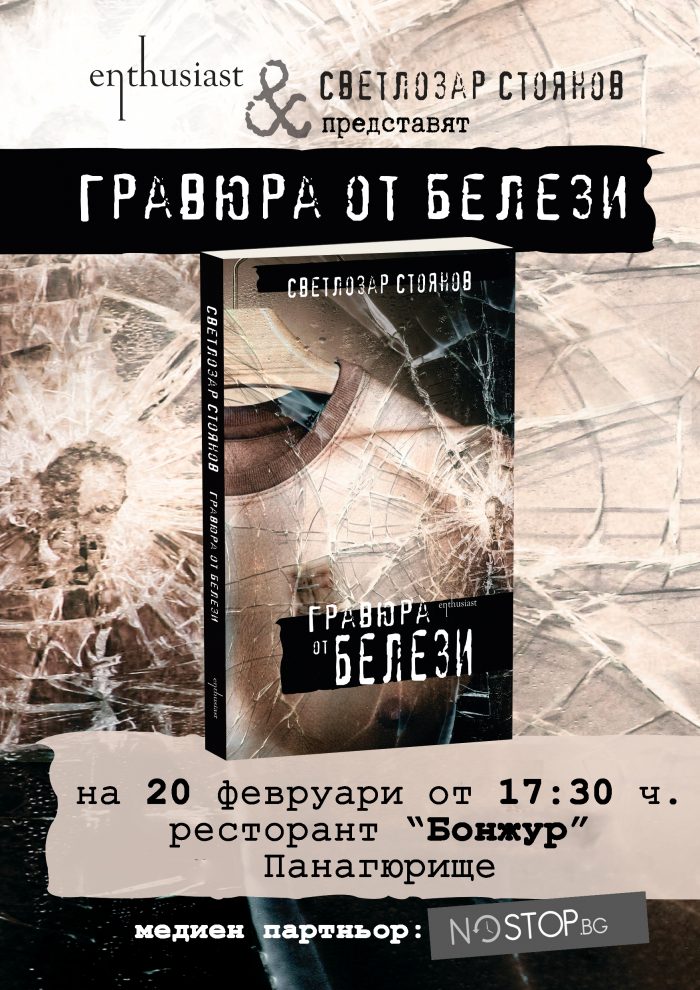 enthusiast & СВЕТЛОЗАР СТОЯНОВ
представят
ГРАВЮРА ОТ БЕЛЕЗИ
СВЕТЛОЗАР СТОЯНОВ
СВЕТЛОЗАР СТОЯНОВ ГРАВЮРА ОТ БЕЛЕЗИ enthusiast
enthusiast
ГРАВЮРА
ОТ БЕЛЕЗИ
на 20 февруари от 17:30 ч.
ресторант “Бонжур”
Панагюрище
медиен партньор: NOSTOP.BG